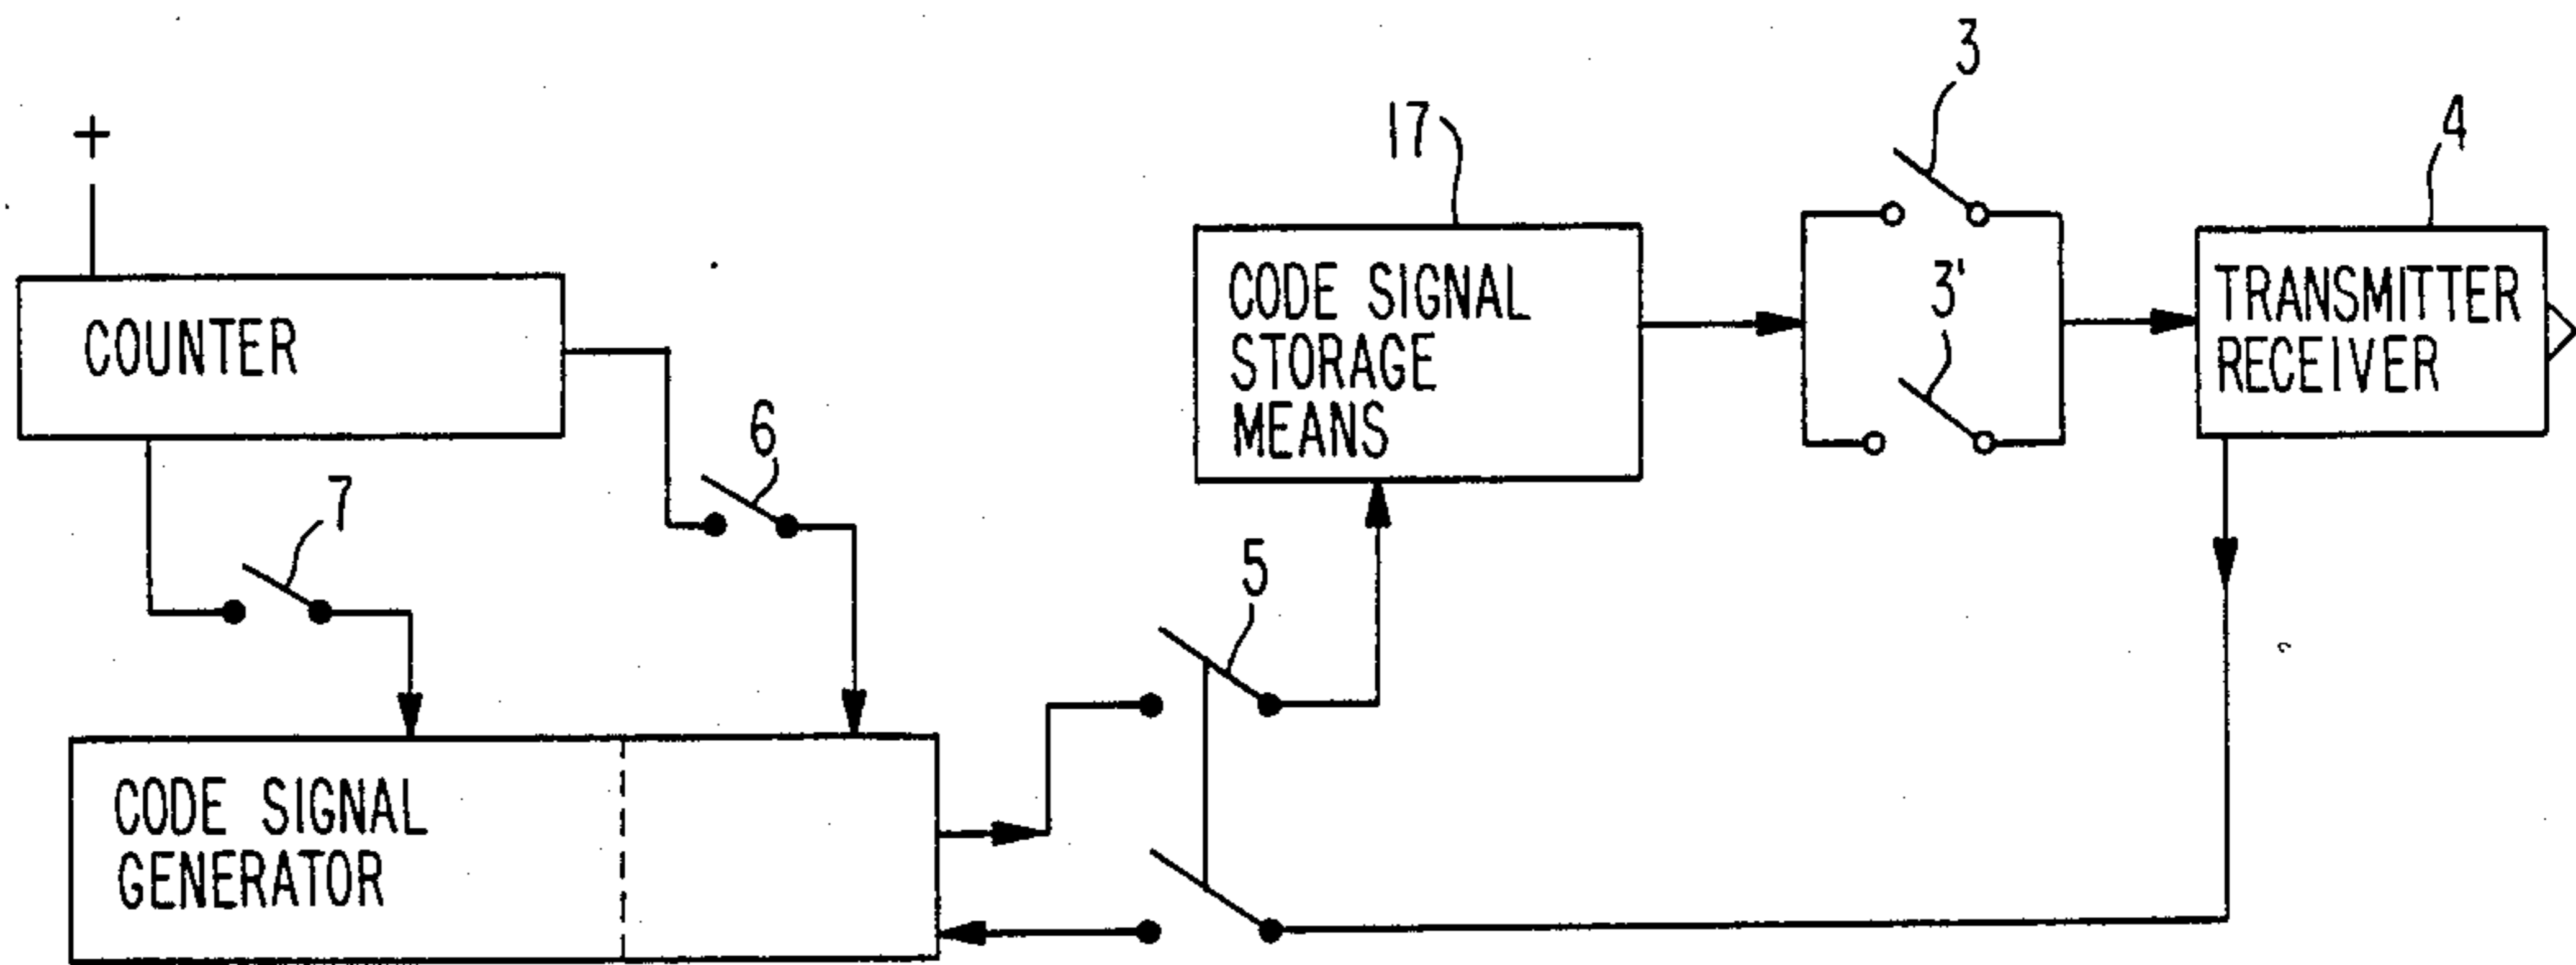 +
COUNTER
7
6
17
CODE SIGNAL
STORAGE
MEANS
3
3'
4
TRANSMITTER
RECEIVER
5
CODE SIGNAL
GENERATOR